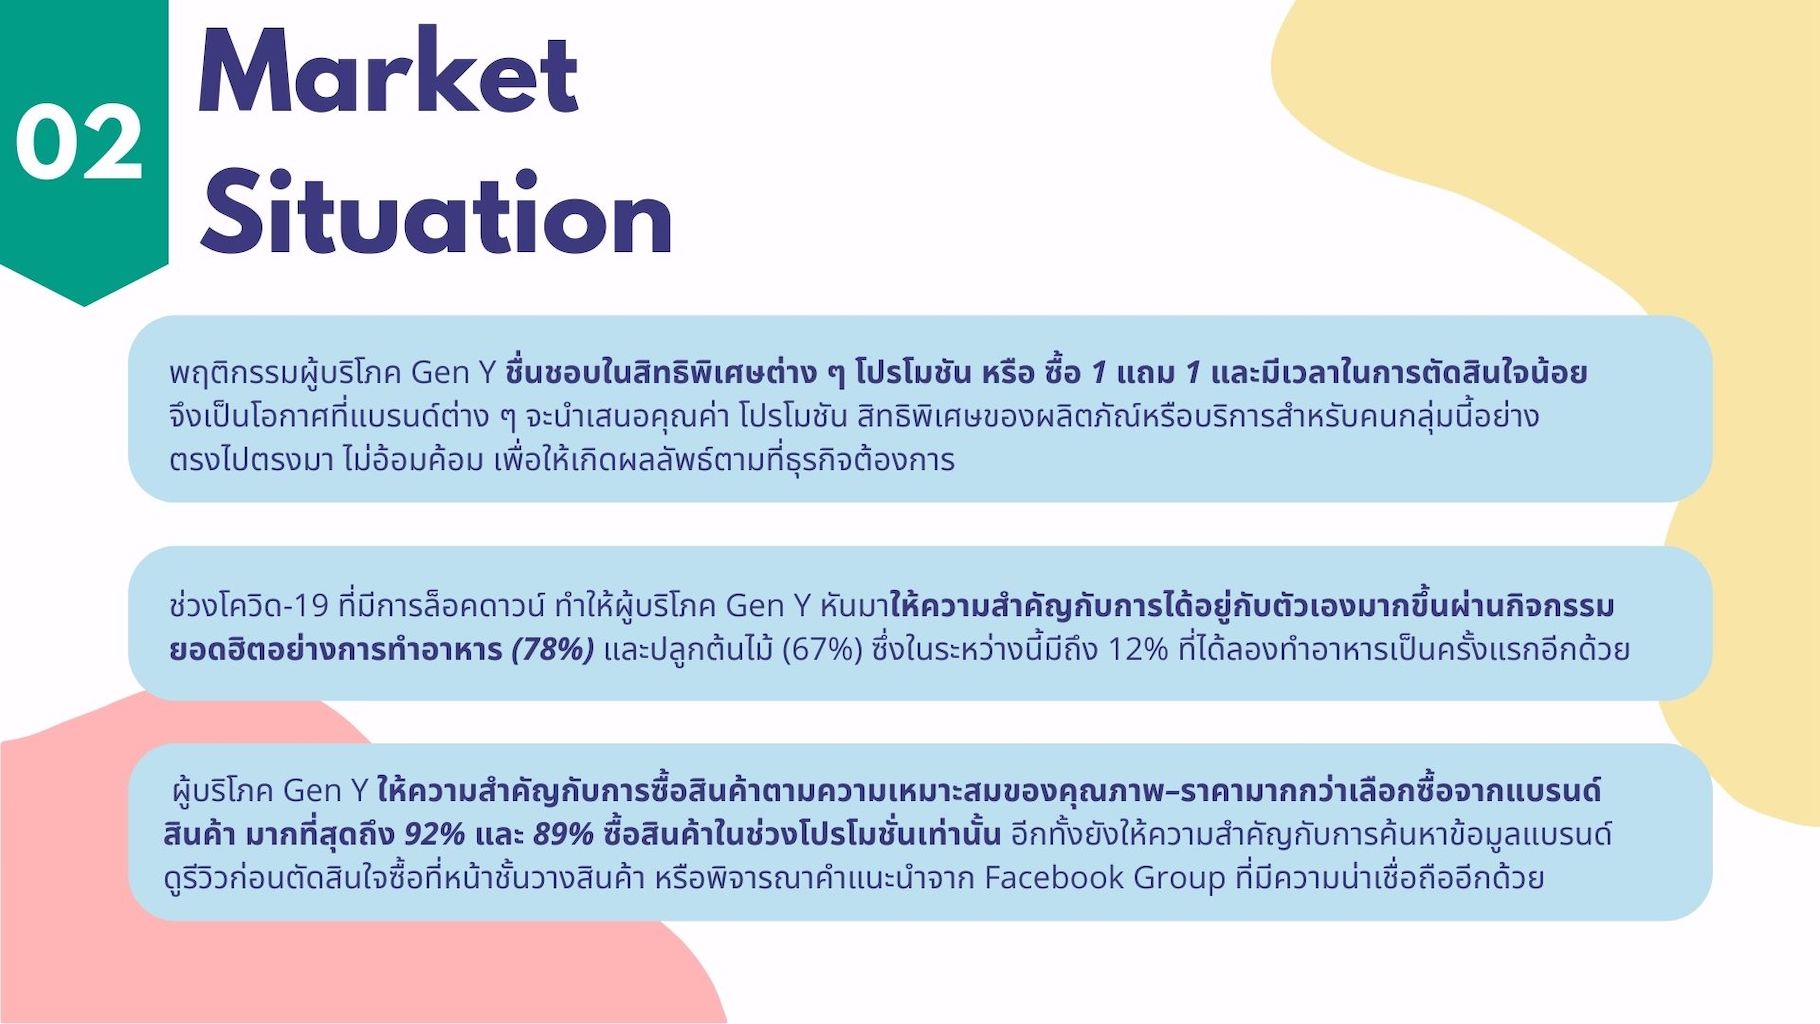 02
Market
Situation
พฤติกรรมผู้บริโภค Gen Y ชื่นชอบในสิทธิพิเศษต่าง ๆ โปรโมชัน หรือ ซื้อ 1 แถม 1 และมีเวลาในการตัดสินใจน้อย
จึงเป็นโอกาสที่แบรนด์ต่าง ๆ จะนำเสนอคุณค่า โปรโมชัน สิทธิพิเศษของผลิตภัณ์หรือบริการสำหรับคนกลุ่มนี้อย่าง
ตรงไปตรงมา ไม่อ้อมค้อม เพื่อให้เกิดผลลัพธ์ตามที่ธุรกิจต้องการ
ช่วงโควิด-19 ที่มีการล็อคดาวน์ ทำให้ผู้บริโภค Gen Y หันมาให้ความสำคัญกับการได้อยู่กับตัวเองมากขึ้นผ่านกิจกรรม
ยอดฮิตอย่างการทำอาหาร (78%) และปลูกต้นไม้ (67%) ซึ่งในระหว่างนี้มีถึง 12% ที่ได้ลองทำอาหารเป็นครั้งแรกอีกด้วย
ผู้บริโภค Gen Y ให้ความสำคัญกับการซื้อสินค้าตามความเหมาะสมของคุณภาพ–ราคามากกว่าเลือกซื้อจากแบรนด์
สินค้า มากที่สุดถึง 92% และ 89% ซื้อสินค้าในช่วงโปรโมชั่นเท่านั้น อีกทั้งยังให้ความสำคัญกับการค้นหาข้อมูลแบรนด์
ดูรีวิวก่อนตัดสินใจซื้อที่หน้าชั้นวางสินค้า หรือพิจารณาคำแนะนำจาก Facebook Group ที่มีความน่าเชื่อถืออีกด้วย